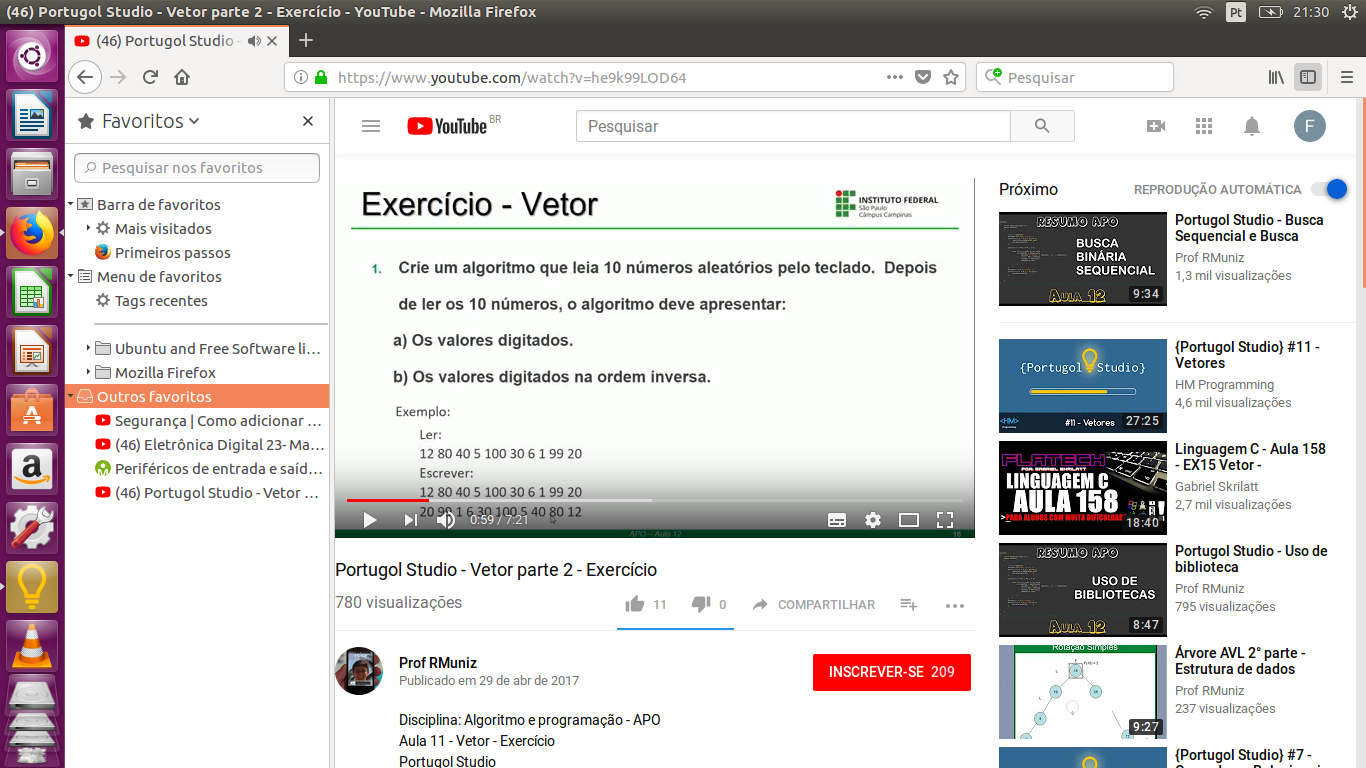 (46) Portugol Studio - Vetor parte 2 - Exercício - YouTube - Mozilla Firefox
Pt
21:30
(46) Portugol Studio -
https://www.youtube.com/watch?v=he9k99LOD64
Pesquisar
Favoritos
Pesquisar nos favoritos
Barra de favoritos
Mais visitados
Primeiros passos
Menu de favoritos
Tags recentes
Ubuntu and Free Software li...
Mozilla Firefox
Outros favoritos
Segurança | Como adicionar ...
(46) Eletrônica Digital 23- Ma...
Periféricos de entrada e saíd...
(46) Portugol Studio - Vetor ...
YouTube BR
Pesquisar
F
Exercício - Vetor
INSTITUTO FEDERAL
São Paulo
Câmpus Campinas
1. Crie um algoritmo que leia 10 números aleatórios pelo teclado. Depois
de ler os 10 números, o algoritmo deve apresentar:
a) Os valores digitados.
b) Os valores digitados na ordem inversa.
Exemplo:
Ler:
12 80 40 5 100 30 6 1 99 20
Escrever:
12 80 40 5 100 30 6 1 99 20
20 99 1 6 30 100 5 40 80 12
0:59 / 7:21
APO - Aula 12
16
Portugol Studio - Vetor parte 2 - Exercício
780 visualizações
11
0
COMPARTILHAR
Prof RMuniz
Publicado em 29 de abr de 2017
INSCREVER-SE 209
Disciplina: Algoritmo e programação - APO
Aula 11 - Vetor - Exercício
Portugol Studio
Próximo
REPRODUÇÃO AUTOMÁTICA
RESUMO APO
BUSCA
BINÁRIA
SEQUENCIAL
AULA 12
9:34
Portugol Studio - Busca
Sequencial e Busca
Prof RMuniz
1,3 mil visualizações
{Portugol Studio}
<HM>
#11 - Vetores
27:25
{Portugol Studio} #11 -
Vetores
HM Programming
4,6 mil visualizações
FLATECH
POR: GABRIEL SKRILATT
LINGUAGEM C
AULA 158
>PARA ALUNOS COM MUITA DIFICULDADE
18:40
Linguagem C - Aula 158
- EX15 Vetor -
Gabriel Skrilatt
2,7 mil visualizações
RESUMO APO
USO DE
BIBLIOTECAS
AULA 12
8:47
Portugol Studio - Uso de
biblioteca
Prof RMuniz
795 visualizações
Rotação Simples
9:27
Árvore AVL 2° parte -
Estrutura de dados
Prof RMuniz
237 visualizações
{Portugol Studio} #7 -